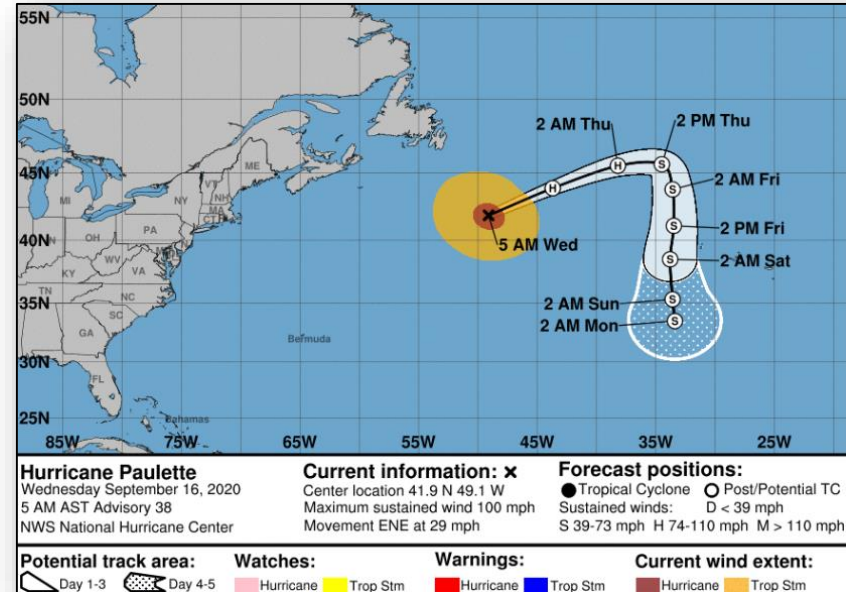 55N
50N
45N
40N
35N
30N
25N
85W 75W 65W 55W 45W 35W 25W
2 AM Thu
2 PM Thu
H
S
H
S
2 AM Fri
5 AM Wed
S
2 PM Fri
S
2 AM Sat
2 AM Sun
S
2 AM Mon
S
ME
VT
NH
MA
CT
MI
NY
PA
OH
WV
VA
KY
TN
NC
SC
GA
FL
Bermuda
Bahamas
Hurricane Paulette
Wednesday September 16, 2020
5 AM AST Advisory 38
NWS National Hurricane Center
Current information: ×
Center location 41.9 N 49.1 W
Maximum sustained wind 100 mph
Movement ENE at 29 mph
Forecast positions:
Tropical Cyclone Post/Potential TC
Sustained winds: D < 39 mph
S 39-73 mph H 74-110 mph M > 110 mph
Potential track area:
Day 1-3 Day 4-5
Watches:
Hurricane Trop Stm
Warnings:
Hurricane Trop Stm
Current wind extent:
Hurricane Trop Stm